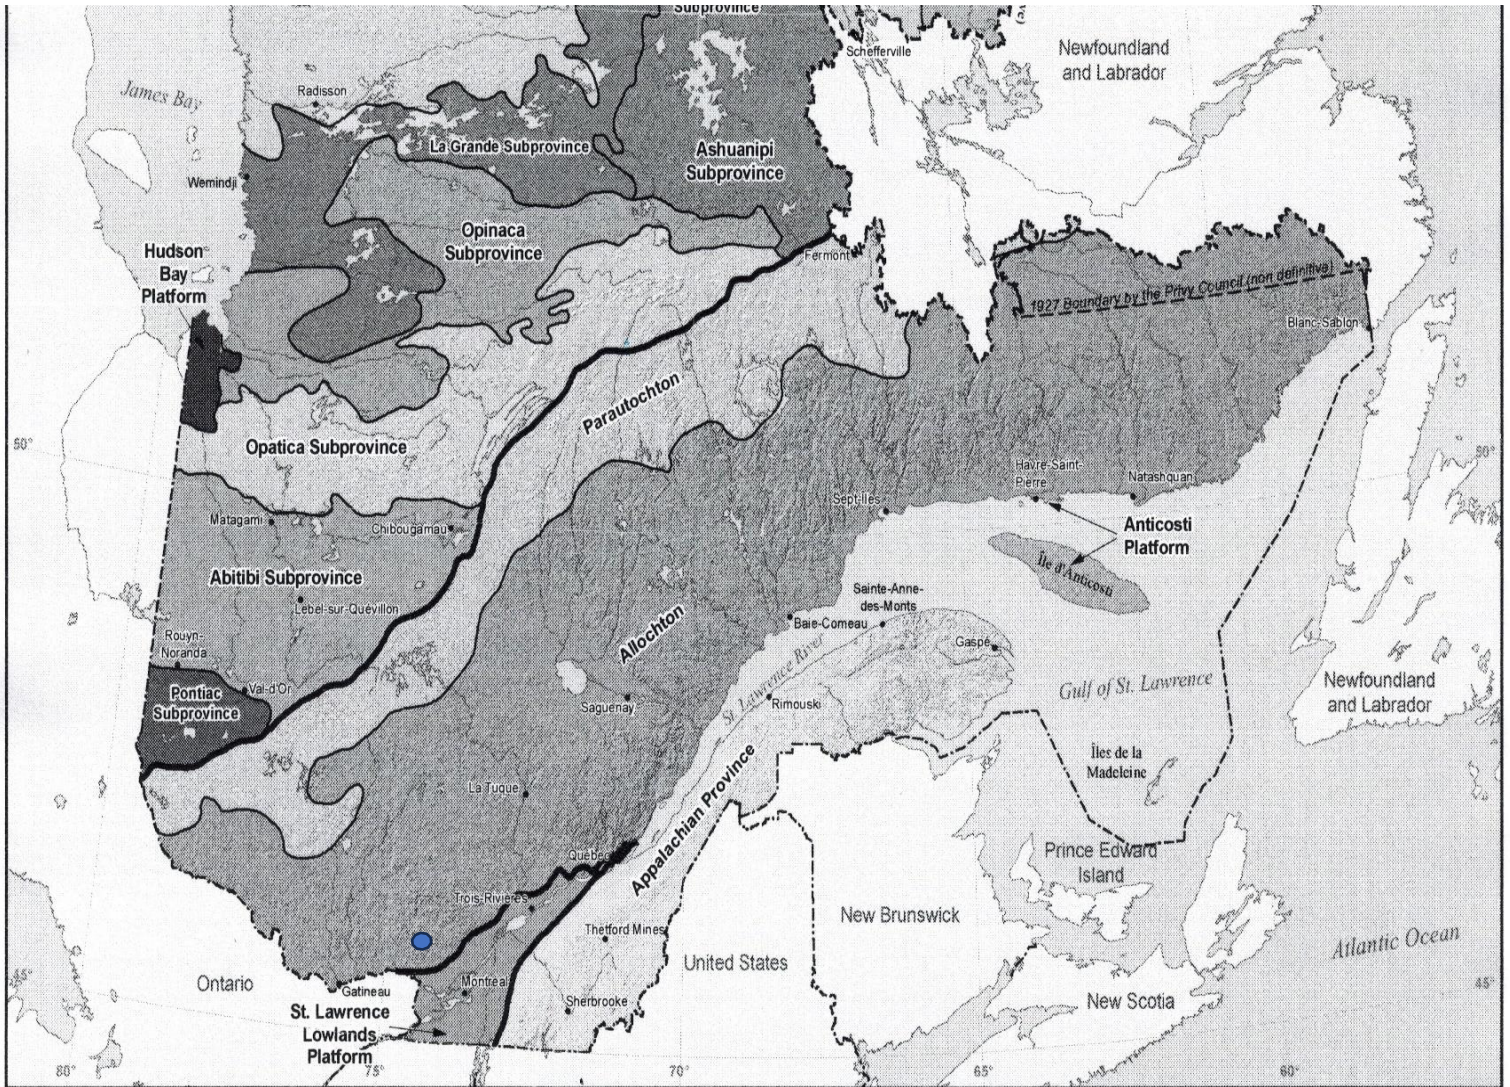 Subprovince
Schefferville
Newfoundland
and Labrador
James Bay
Radisson
La Grande Subprovince
Ashuanipi
Subprovince
Wemindji
Opinaca
Subprovince
Hudson
Bay
Platform
Fermont
1927 Boundary by the Privy Council (non definitive)
Blanc-Sablon
Parautochton
50°
Opatica Subprovince
50°
Havre-Saint-
Pierre
Natashquan
Sept-Iles
Matagami
Chibougamau
Anticosti
Platform
Île d'Anticosti
Abitibi Subprovince
Lebel-sur-Quévillon
Sainte-Anne-
des-Monts
Baie-Comeau
Allochton
Rouyn-
Noranda
Gaspé
St. Lawrence River
Val-d'Or
Pontiac
Subprovince
Saguenay
Rimouski
Gulf of St. Lawrence
Newfoundland
and Labrador
Îles de la
Madeleine
La Tuque
Appalachian Province
Québec
Prince Edward
Island
Trois-Rivières
New Brunswick
Thetford Mines
Atlantic Ocean
United States
45°
Ontario
Gatineau
Montréal
45°
St. Lawrence
Lowlands
Platform
Sherbrooke
New Scotia
80°
75°
70°
65°
60°